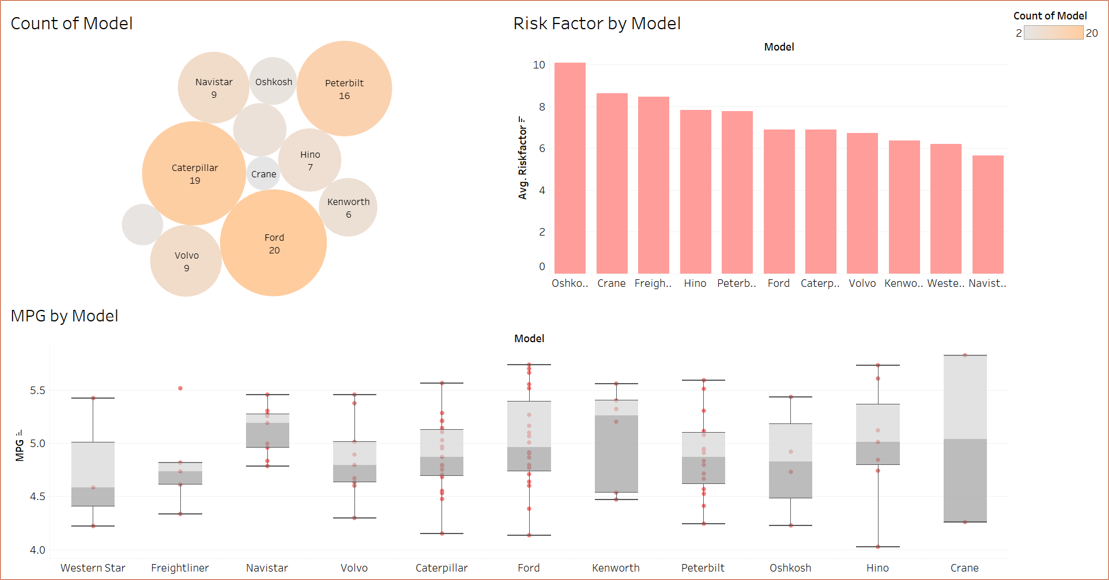 Count of Model
Navistar
9
Oshkosh
Peterbilt
16
Caterpillar
19
Hino
7
Crane
Kenworth
6
Ford
20
Volvo
9
Risk Factor by Model
Count of Model
2
20
Model
Avg. Riskfactor
10
8
6
4
2
0
Oshko..
Crane
Freigh..
Hino
Peterb..
Ford
Caterp..
Volvo
Kenwo..
Weste..
Navist..
MPG by Model
Model
MPG
5.5
5.0
4.5
4.0
Western Star
Freightliner
Navistar
Volvo
Caterpillar
Ford
Kenworth
Peterbilt
Oshkosh
Hino
Crane